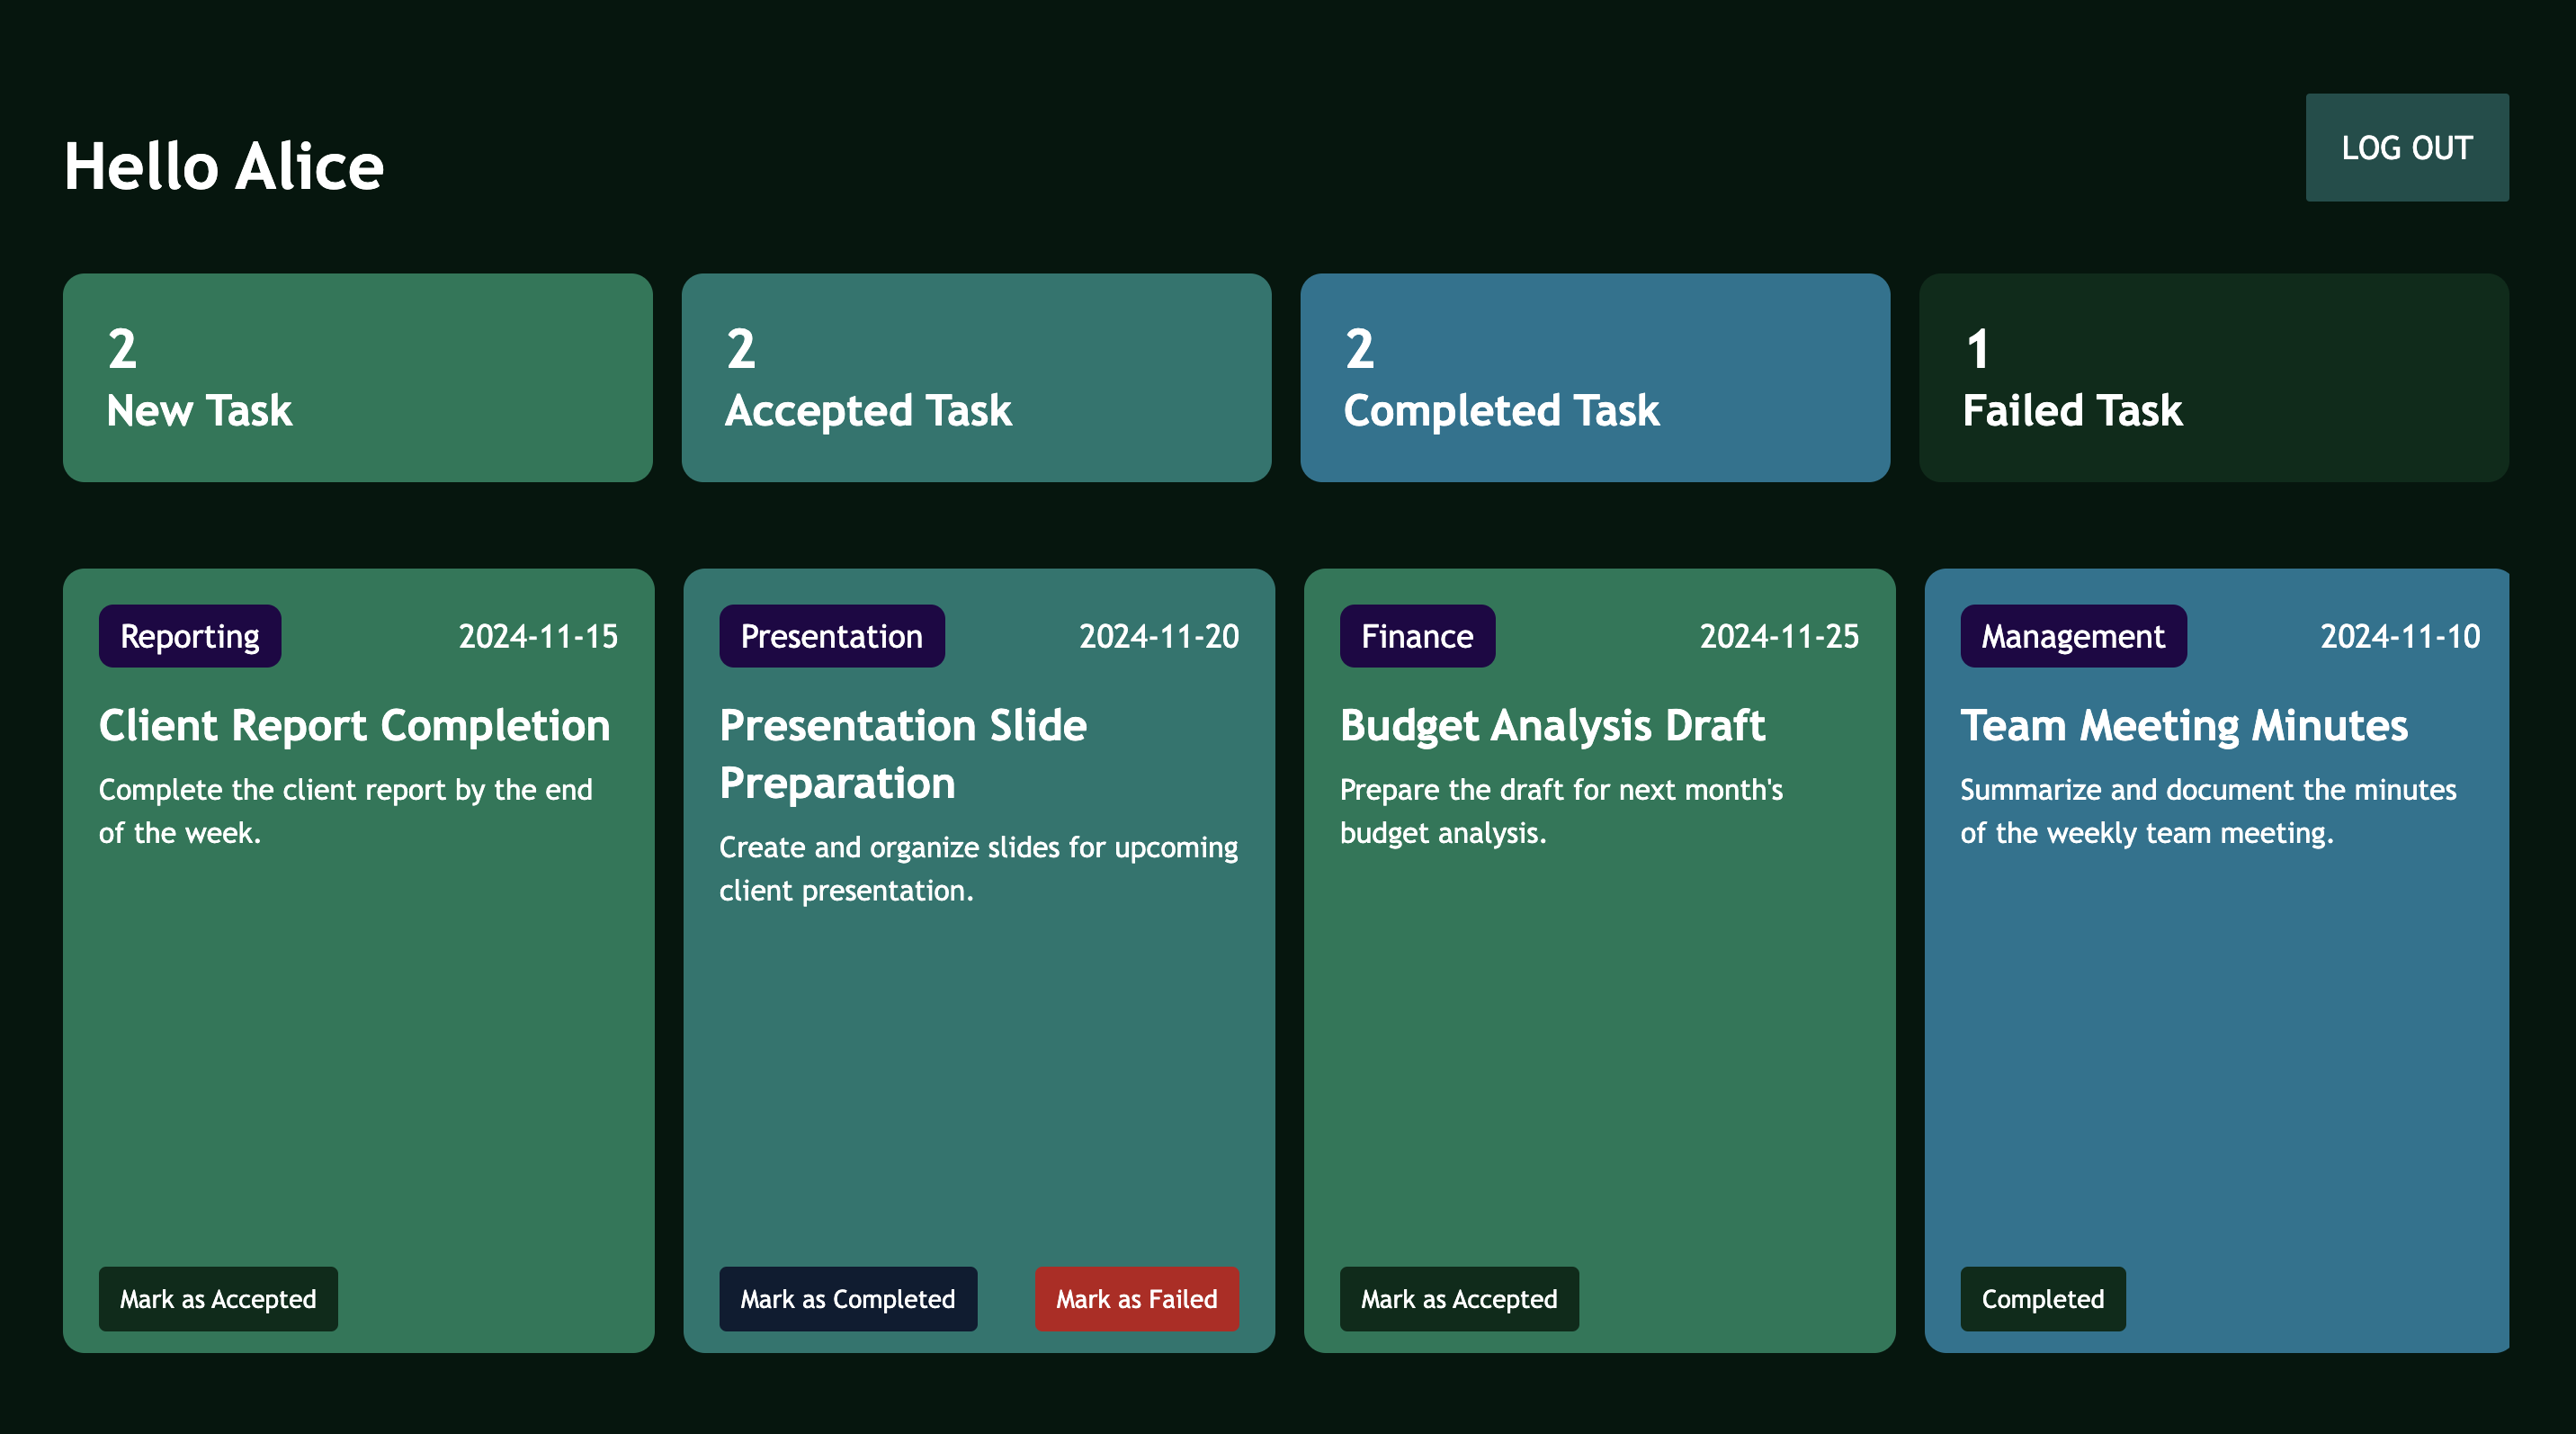 Hello Alice
LOG OUT
2
New Task
2
Accepted Task
2
Completed Task
1
Failed Task
Reporting
2024-11-15
Client Report Completion
Complete the client report by the end
of the week.
Mark as Accepted
Presentation
2024-11-20
Presentation Slide
Preparation
Create and organize slides for upcoming
client presentation.
Mark as Completed
Mark as Failed
Finance
2024-11-25
Budget Analysis Draft
Prepare the draft for next month's
budget analysis.
Mark as Accepted
Management
2024-11-10
Team Meeting Minutes
Summarize and document the minutes
of the weekly team meeting.
Completed